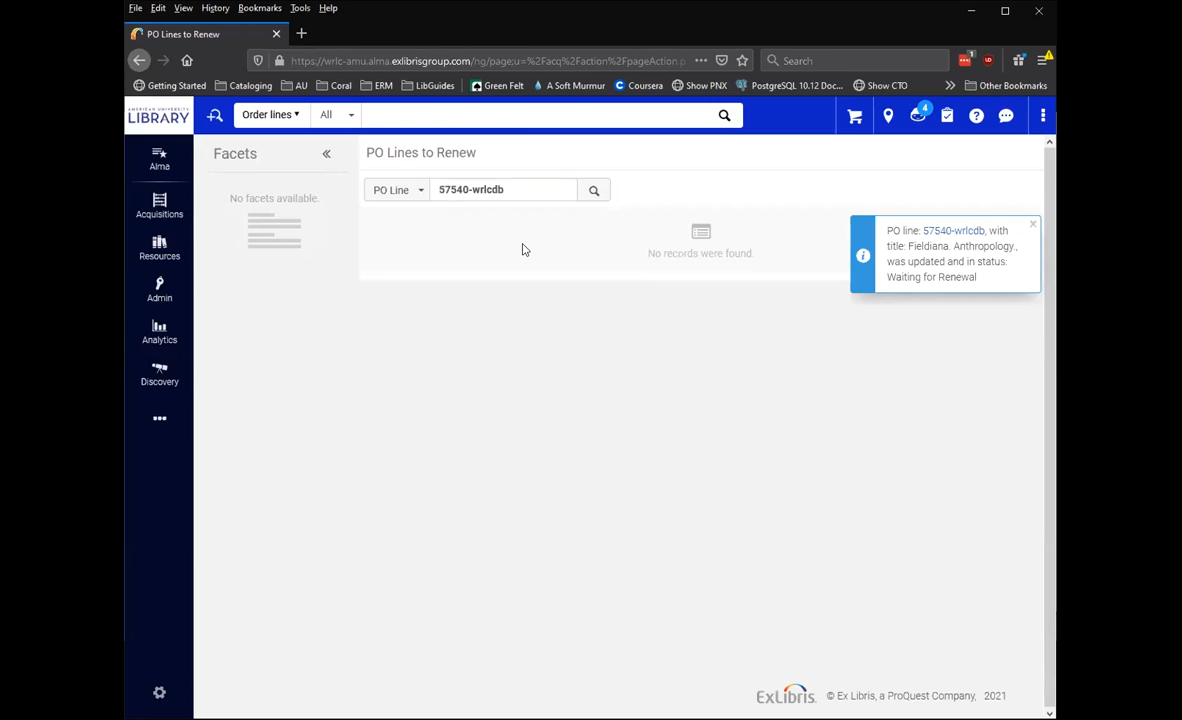 File Edit View History Bookmarks Tools Help
PO Lines to Renew
https://wrlc-amu.alma.exlibrisgroup.com/ng/page;u=%2Facq%2Faction%2FpageAction.p
Search
1
Getting Started Cataloging AU Coral ERM LibGuides Green Felt A Soft Murmur Coursera Show PNX PostgreSQL 10.12 Doc... Show CTO Other Bookmarks
AMERICAN UNIVERSITY
LIBRARY
Order lines
All
4
Alma
Acquisitions
Resources
Admin
Analytics
Discovery
Facets
No facets available.
PO Lines to Renew
PO Line
57540-wrlcdb
No records were found.
PO line: 57540-wrlcdb, with
title: Fieldiana. Anthropology.,
was updated and in status:
Waiting for Renewal
ExLibris. © Ex Libris, a ProQuest Company, 2021